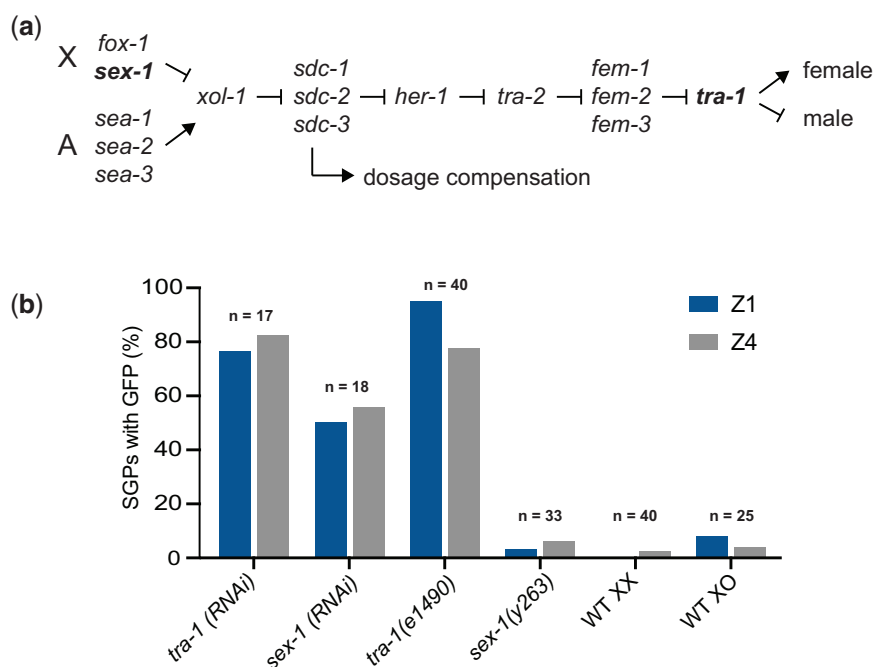 (a)
X
fox-1
sex-1
A
sea-1
sea-2
sea-3
xol-1
sdc-1
sdc-2
sdc-3
her-1
tra-2
fem-1
fem-2
fem-3
tra-1
female
male
dosage compensation
(b)
SGPs with GFP (%)
100
80
60
40
20
0
n = 17
n = 18
n = 40
n = 33
n = 40
n = 25
Z1
Z4
tra-1 (RNAi)
sex-1 (RNAi)
tra-1(e1490)
sex-1(y263)
WT XX
WT XO